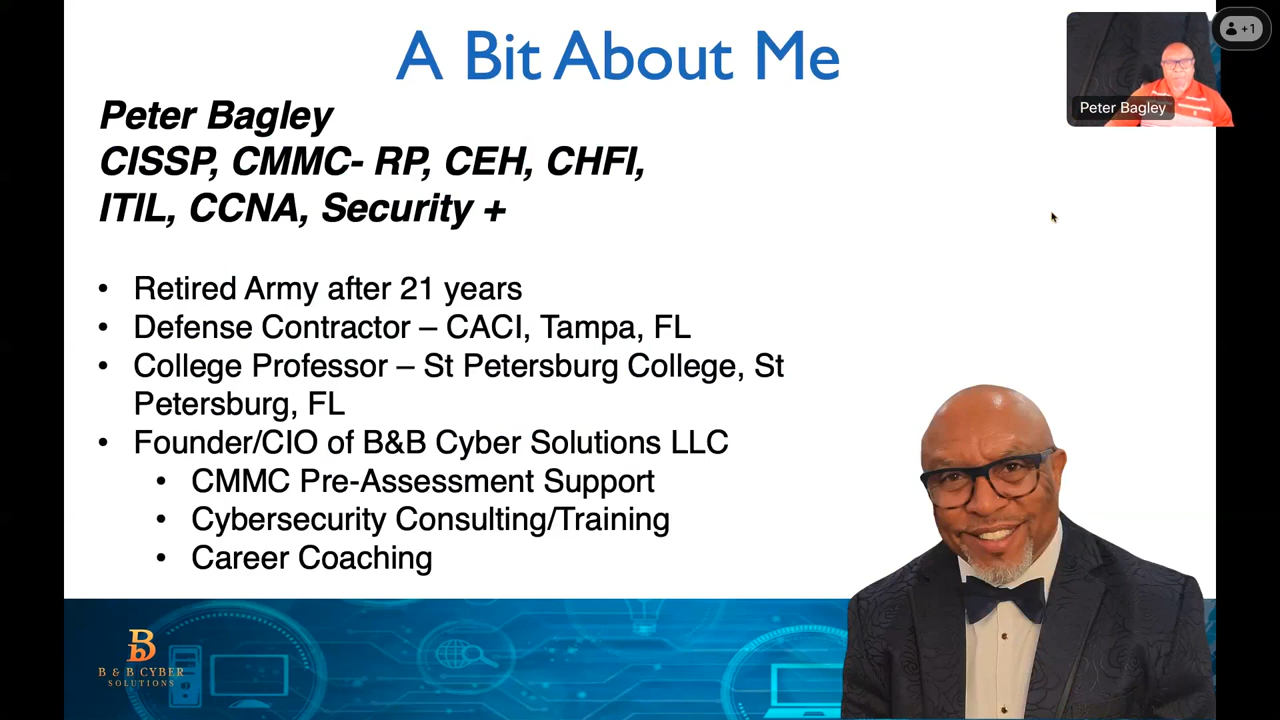 A Bit About Me
+1
Peter Bagley
Peter Bagley
CISSP, CMMC- RP, CEH, CHFI,
ITIL, CCNA, Security +
• Retired Army after 21 years
• Defense Contractor – CACI, Tampa, FL
• College Professor – St Petersburg College, St
Petersburg, FL
• Founder/CIO of B&B Cyber Solutions LLC
• CMMC Pre-Assessment Support
• Cybersecurity Consulting/Training
• Career Coaching
B & B CYBER
SOLUTIONS